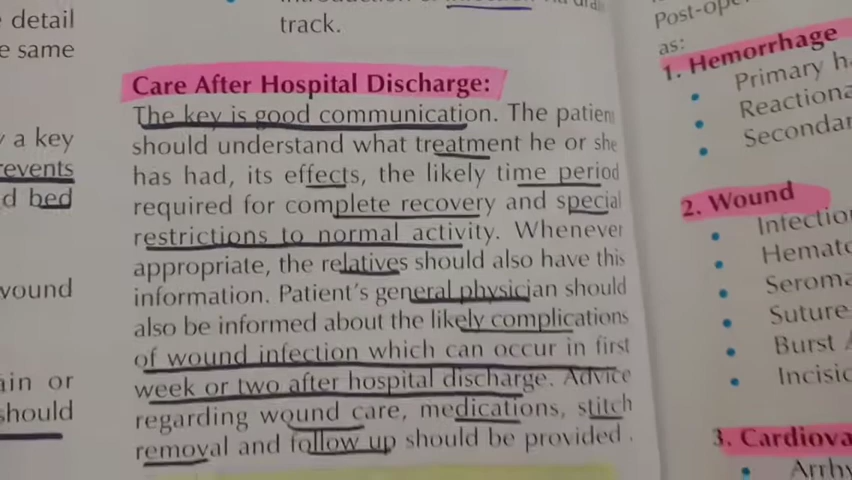 detail
e same
a key
revents
d bed
wound
ain or
should
track.
Care After Hospital Discharge:
The key is good communication. The patient
should understand what treatment he or she
has had, its effects, the likely time period
required for complete recovery and special
restrictions to normal activity. Whenever
appropriate, the relatives should also have this
information. Patient's general physician should
also be informed about the likely complications
of wound infection which can occur in first
week or two after hospital discharge. Advice
regarding wound care, medications, stitch
removal and follow up should be provided.
Post-ope
as:
1. Hemorrhage
• Primary h
• Reactiona
• Secondar
2. Wound
• Infection
• Hemato
• Seroma
• Suture
• Burst A
• Incisio
3. Cardiova
• Arrhy